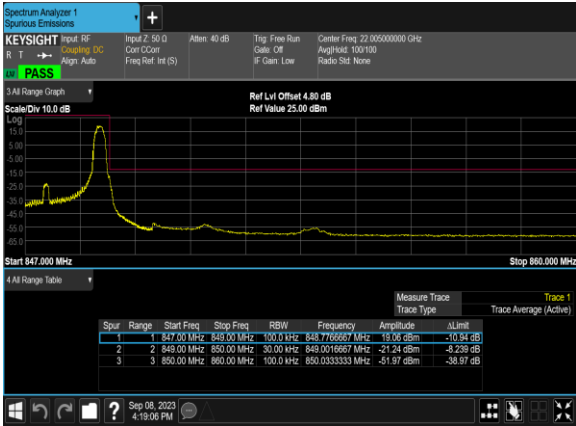 Spectrum Analyzer 1
Spurious Emissions
+
KEYSIGHT Input: RF Input Z: 50 Ω Atten: 40 dB Trig: Free Run Center Freq: 22.005000000 GHz
R T Coupling: DC Corr CCorr Gate: Off Avg|Hold: 100/100
Align: Auto Freq Ref: Int (S) IF Gain: Low Radio Std: None
LM PASS
3 All Range Graph
Ref Lvl Offset 4.80 dB
Scale/Div 10.0 dB Ref Value 25.00 dBm
Log
15.0
5.00
-5.00
-15.0
-25.0
-35.0
-45.0
-55.0
-65.0
Start 847.000 MHz Stop 860.000 MHz
4 All Range Table
Measure Trace Trace 1
Trace Type Trace Average (Active)
Spur Range Start Freq Stop Freq RBW Frequency Amplitude ΔLimit
1 1 847.00 MHz 849.00 MHz 100.0 kHz 848.7766667 MHz 19.06 dBm -10.94 dB
2 2 849.00 MHz 850.00 MHz 30.00 kHz 849.0016667 MHz -21.24 dBm -8.239 dB
3 3 850.00 MHz 860.00 MHz 100.0 kHz 850.0333333 MHz -51.97 dBm -38.97 dB
? Sep 08, 2023
4:19:06 PM